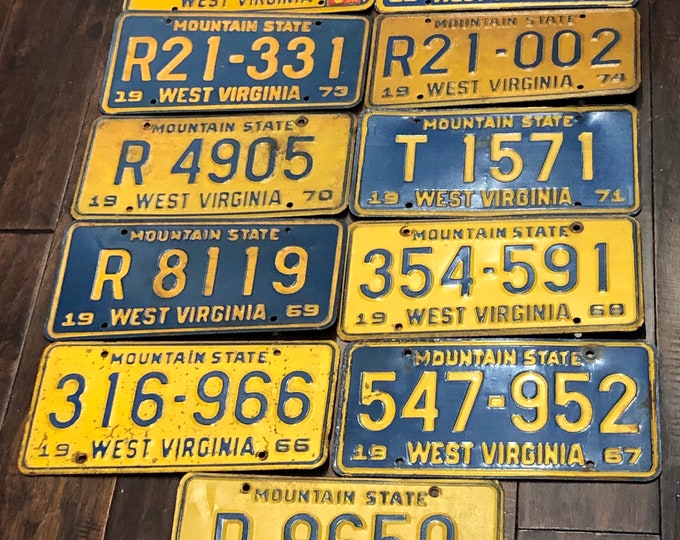 WEST VIRGINIA
WEST VIRGINIA
MOUNTAIN STATE
R21-331
19 WEST VIRGINIA 73
MOUNTAIN STATE
R21-002
19 WEST VIRGINIA 74
MOUNTAIN STATE
R 4905
19 WEST VIRGINIA 70
MOUNTAIN STATE
T 1571
19 WEST VIRGINIA 71
MOUNTAIN STATE
R 8119
19 WEST VIRGINIA 69
MOUNTAIN STATE
354-591
19 WEST VIRGINIA 68
MOUNTAIN STATE
316-966
19 WEST VIRGINIA 66
MOUNTAIN STATE
547-952
19 WEST VIRGINIA 67
MOUNTAIN STATE